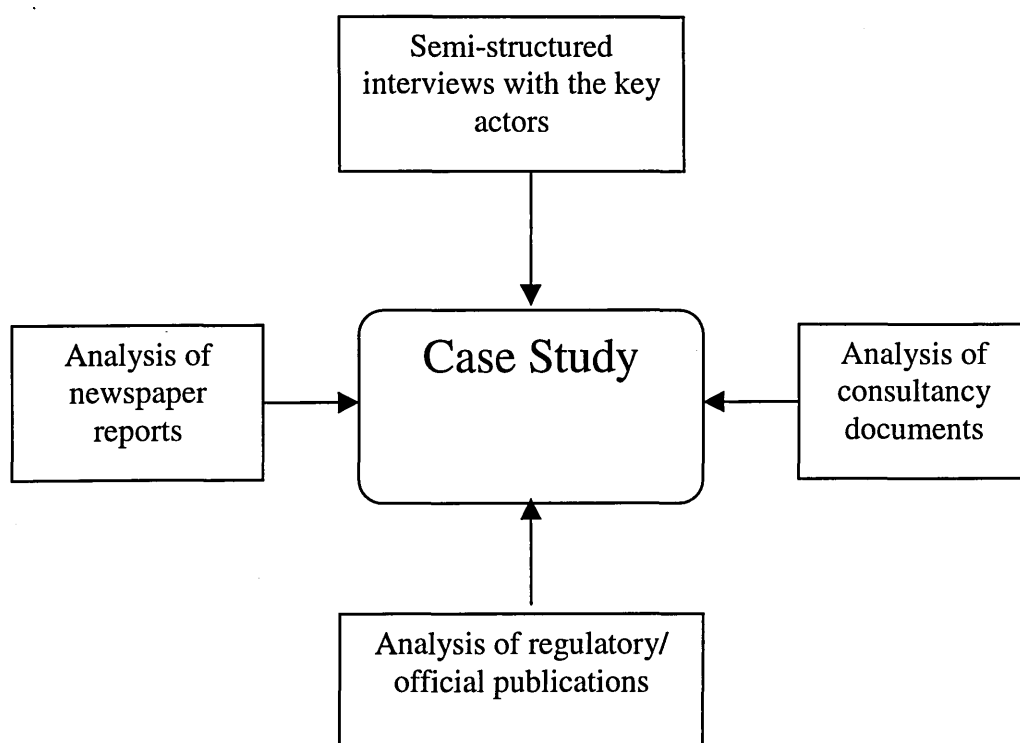 Semi-structured
interviews with the key
actors
Case Study
Analysis of
newspaper
reports
Analysis of
consultancy
documents
Analysis of regulatory/
official publications